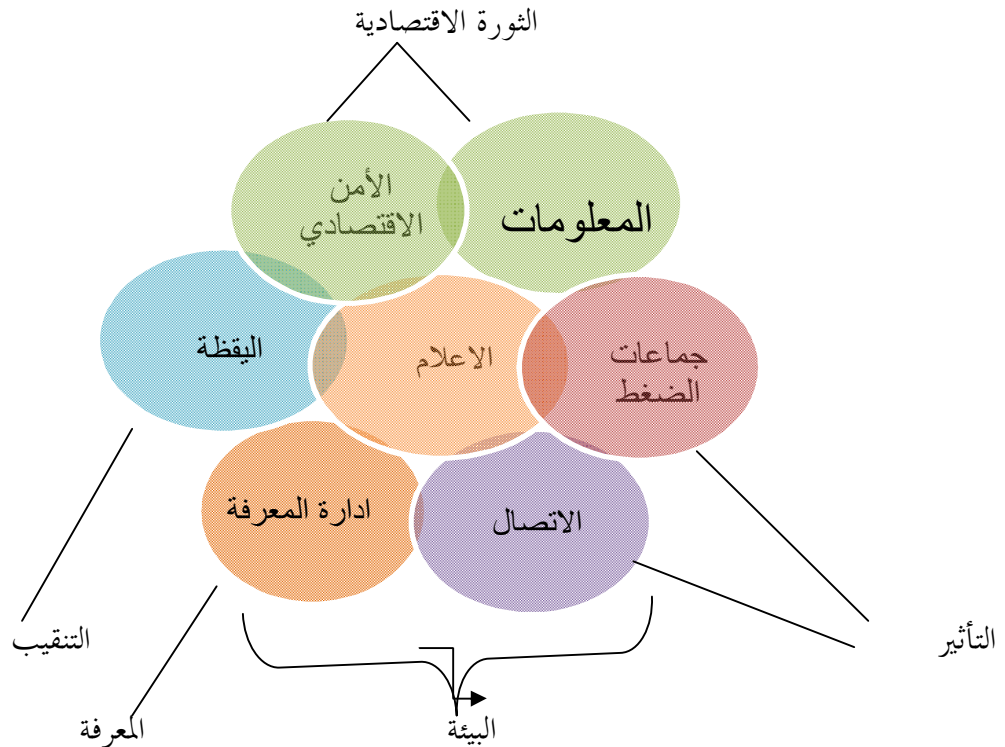 الثورة الاقتصادية
المعلومات
الأمن
الاقتصادي
جماعات
الضغط
الاعلام
اليقظة
الاتصال
ادارة المعرفة
التأثير
التنقيب
البيئة
المعرفة